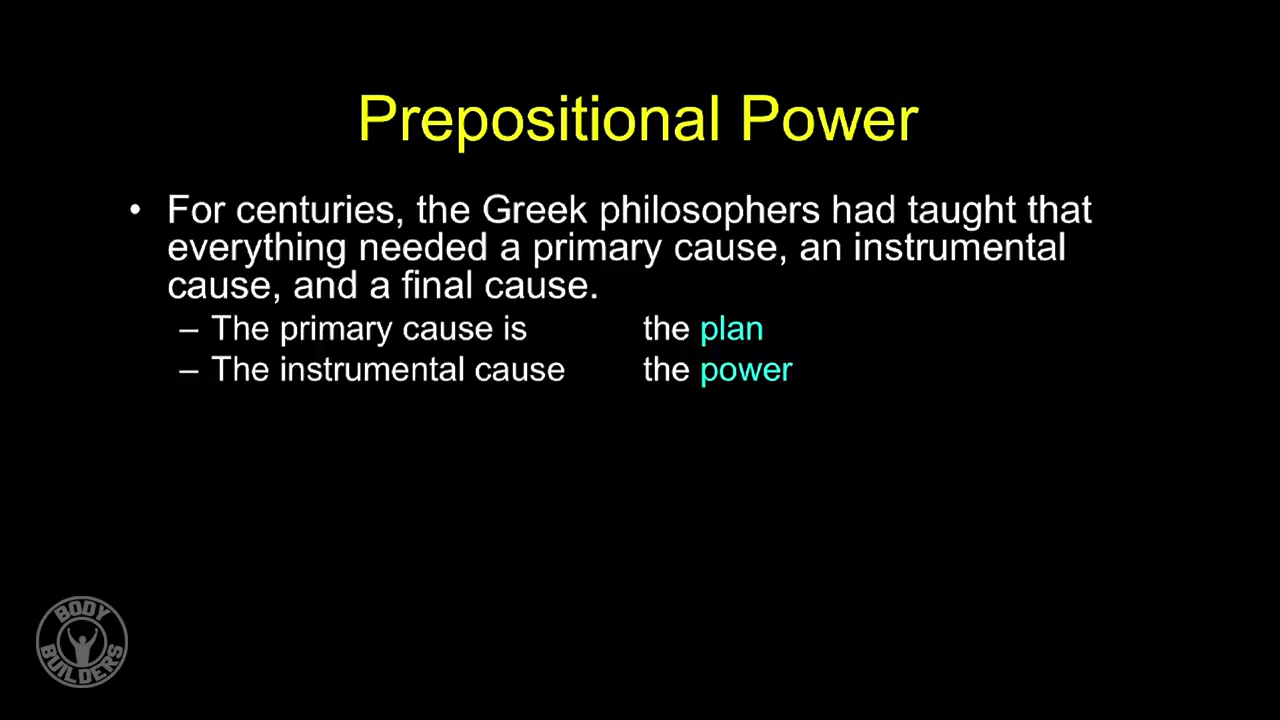 Prepositional Power
• For centuries, the Greek philosophers had taught that
everything needed a primary cause, an instrumental
cause, and a final cause.
– The primary cause is the plan
– The instrumental cause the power
BODY
BUILDERS